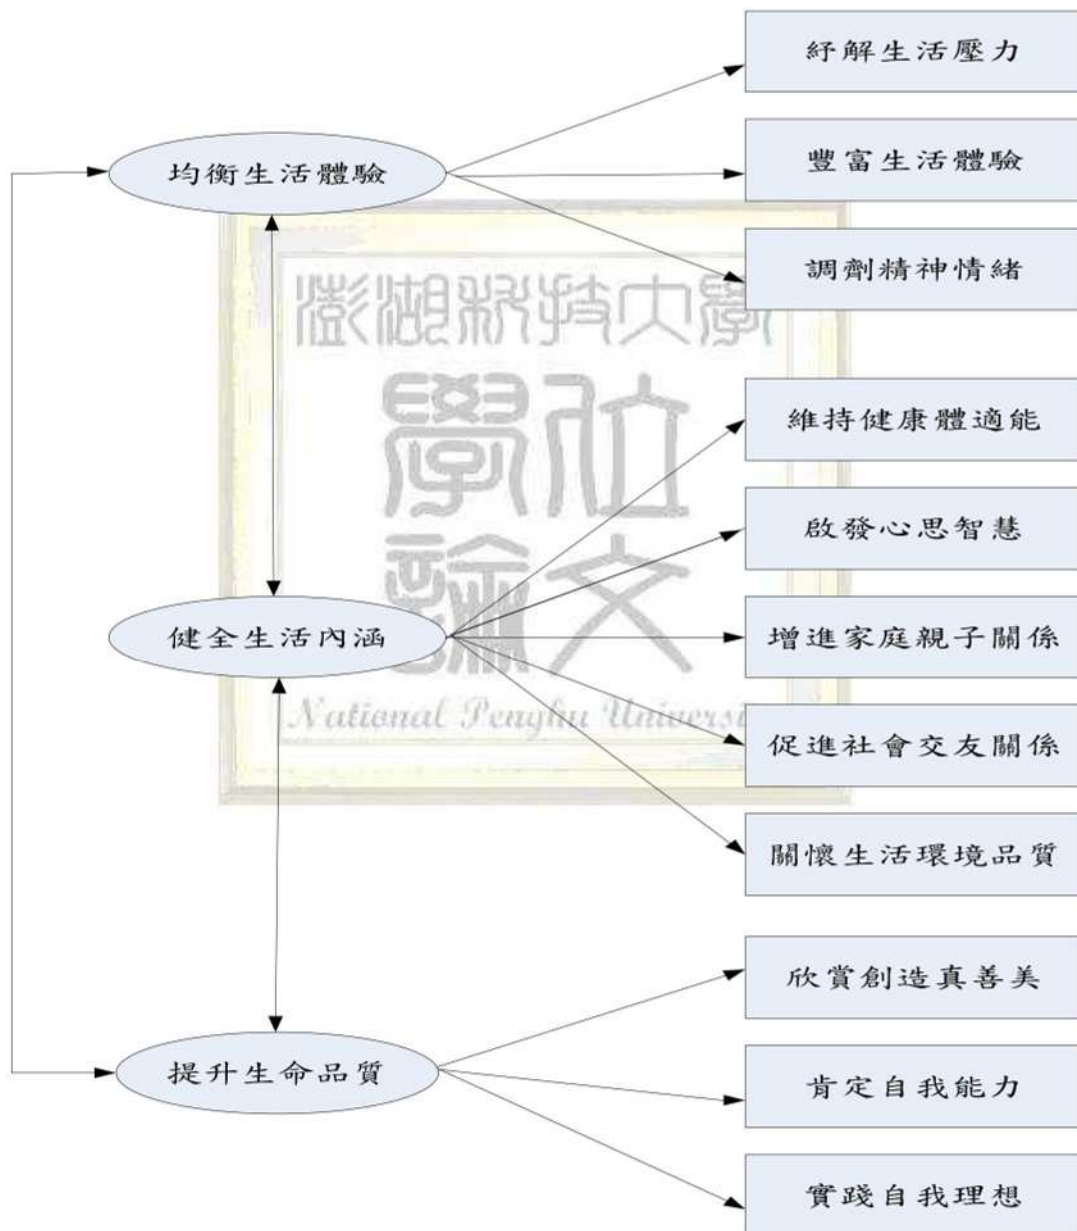 紓解生活壓力
均衡生活體驗
豐富生活體驗
調劑精神情緒
澎湖科技大學
學位
論文
維持健康體適能
啟發心思智慧
健全生活內涵
增進家庭親子關係
National Penghu Universi
促進社會交友關係
關懷生活環境品質
欣賞創造真善美
提升生命品質
肯定自我能力
實踐自我理想